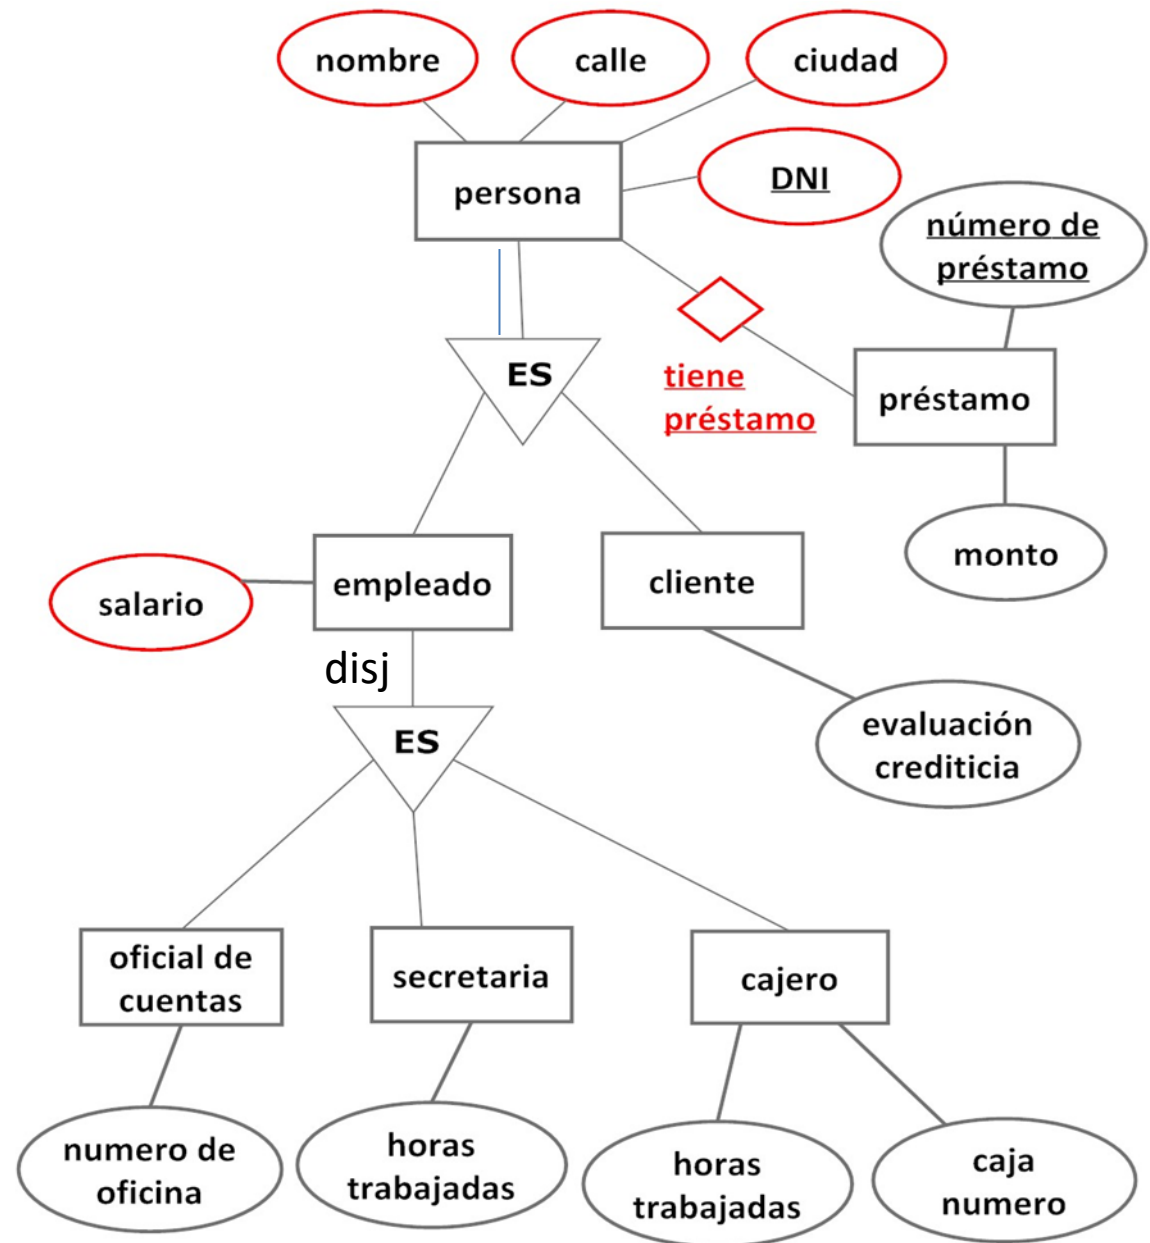 nombre
calle
ciudad
persona
DNI
número de
préstamo
ES
tiene
préstamo
préstamo
monto
salario
empleado
cliente
disj
ES
evaluación
crediticia
oficial de
cuentas
secretaria
cajero
numero de
oficina
horas
trabajadas
horas
trabajadas
caja
numero